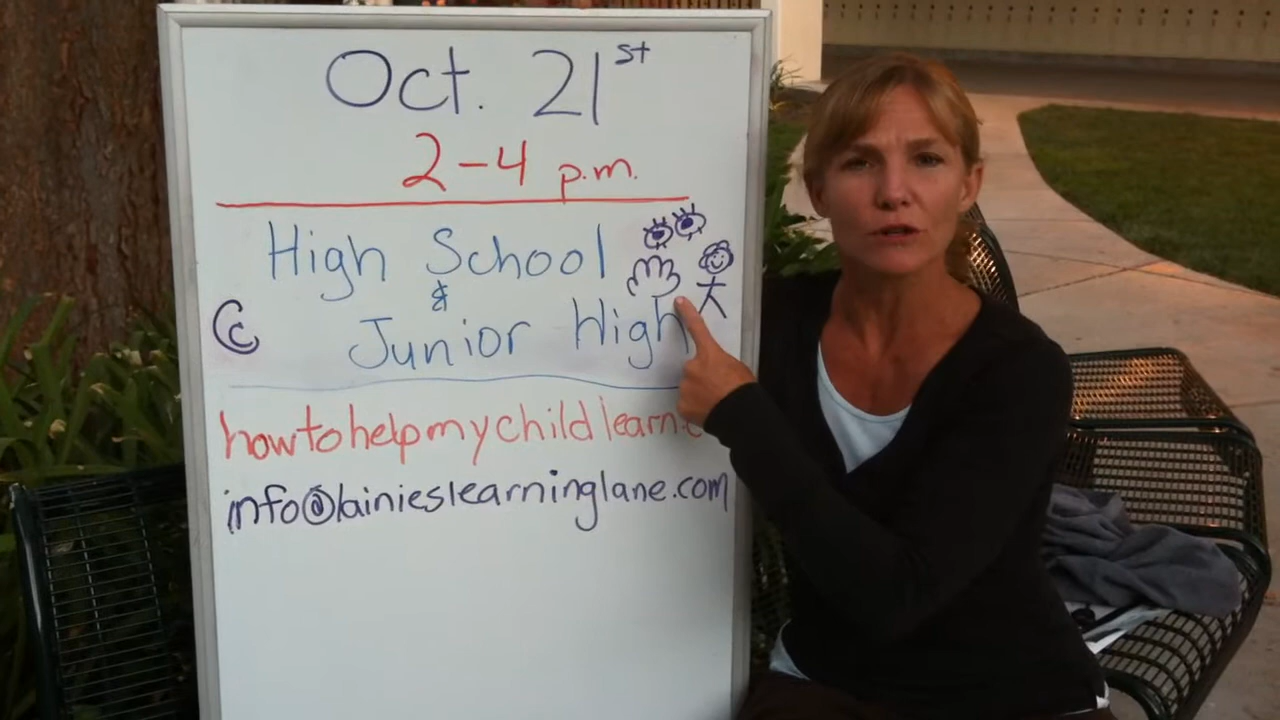 Oct. 21st
2-4 p.m.
High School
&
Junior High
howtohelpmychildlearn
info@lainieslearninglane.com